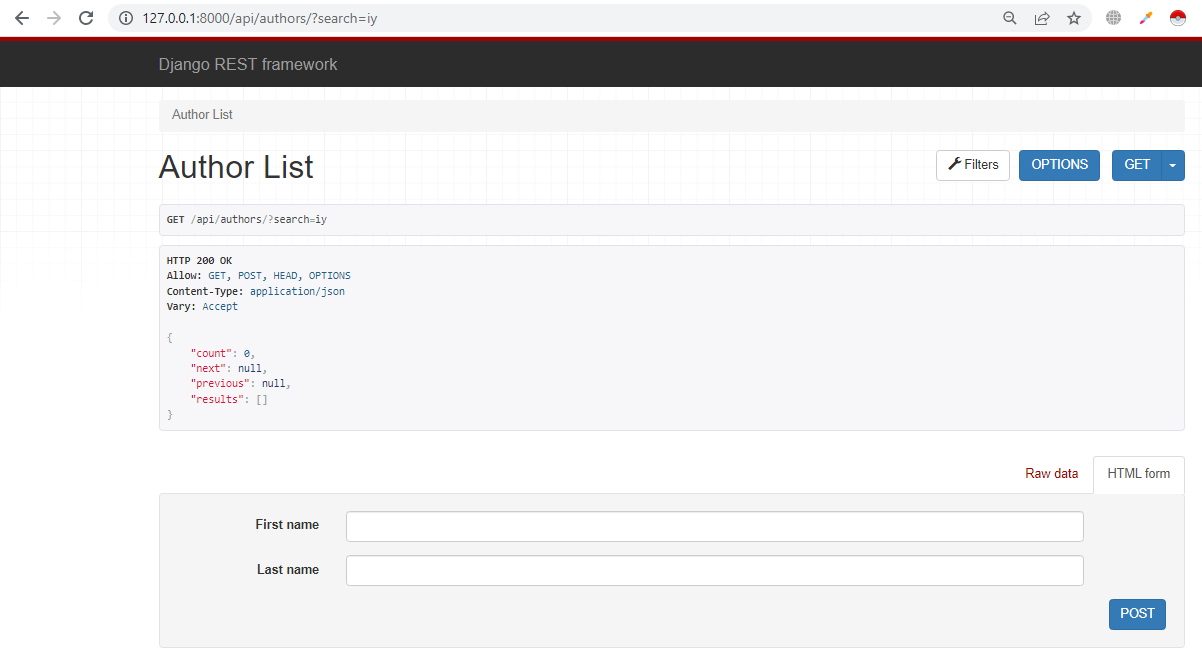 127.0.0.1:8000/api/authors/?search=iy
Django REST framework
Author List
Author List
Filters
OPTIONS
GET
GET /api/authors/?search=iy
HTTP 200 OK
Allow: GET, POST, HEAD, OPTIONS
Content-Type: application/json
Vary: Accept
{
    "count": 0,
    "next": null,
    "previous": null,
    "results": []
}
Raw data
HTML form
First name
Last name
POST